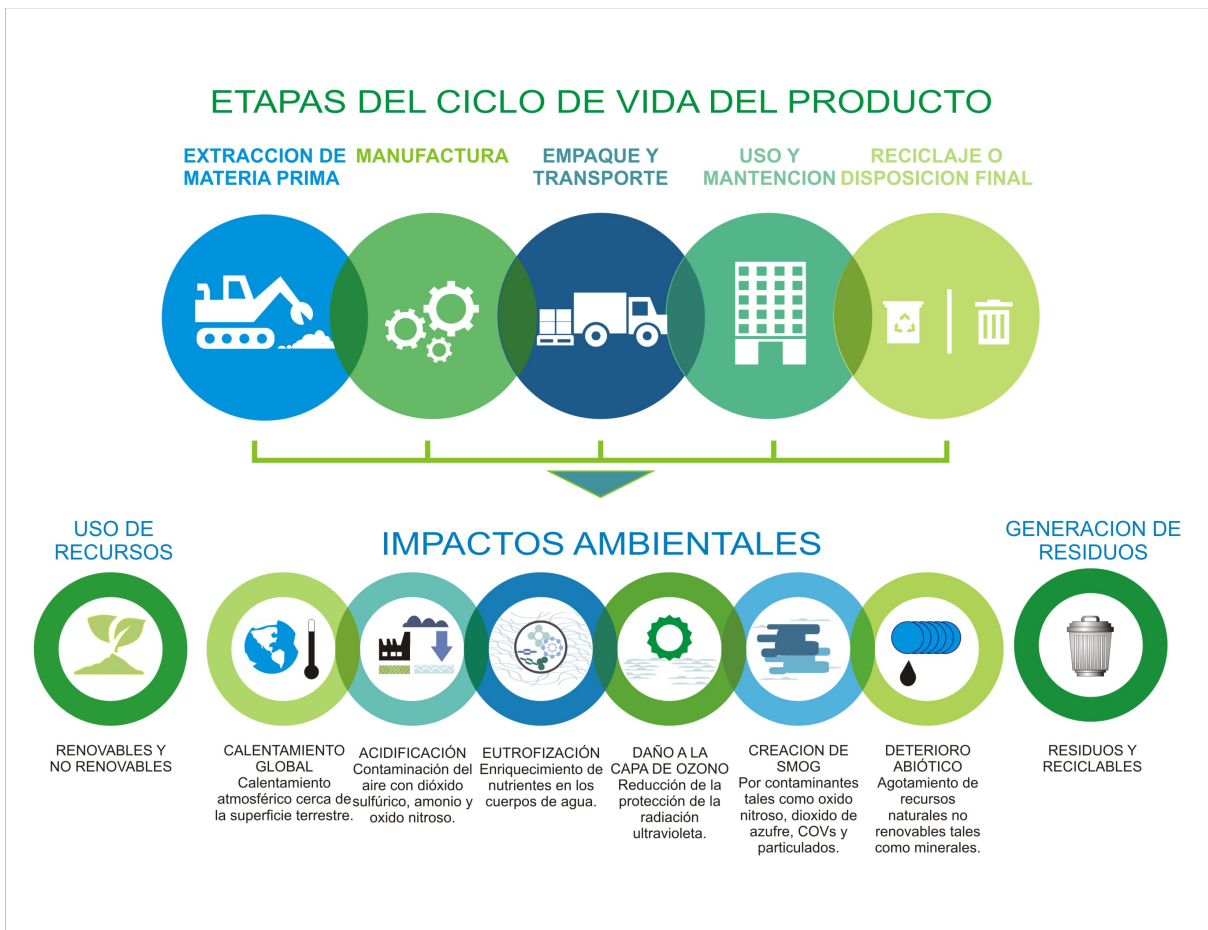 ETAPAS DEL CICLO DE VIDA DEL PRODUCTO
EXTRACCION DE
MATERIA PRIMA
MANUFACTURA
EMPAQUE Y
TRANSPORTE
USO Y
MANTENCION
RECICLAJE O
DISPOSICION FINAL
USO DE
RECURSOS
IMPACTOS AMBIENTALES
GENERACION DE
RESIDUOS
RENOVABLES Y
NO RENOVABLES
CALENTAMIENTO
GLOBAL
Calentamiento
atmosférico cerca de
la superficie terrestre.
ACIDIFICACIÓN
Contaminación del
aire con dióxido
sulfúrico, amonio y
oxido nitroso.
EUTROFIZACIÓN
Enriquecimiento de
nutrientes en los
cuerpos de agua.
DAÑO A LA
CAPA DE OZONO
Reducción de la
protección de la
radiación
ultravioleta.
CREACION DE
SMOG
Por contaminantes
tales como oxido
nitroso, dioxido de
azufre, COVs y
particulados.
DETERIORO
ABIÓTICO
Agotamiento de
recursos
naturales no
renovables tales
como minerales.
RESIDUOS Y
RECICLABLES